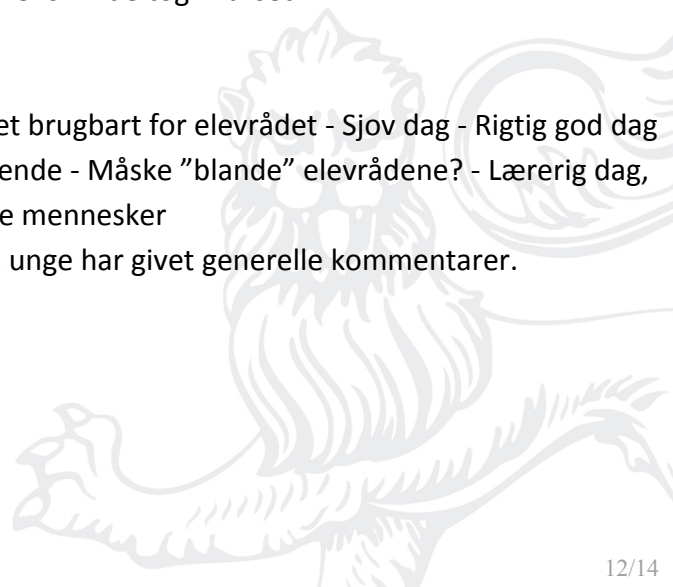 et brugbart for elevrådet - Sjov dag - Rigtig god dag
ende - Måske ”blande” elevrådene? - Lærerig dag,
e mennesker
unge har givet generelle kommentarer.
12/14